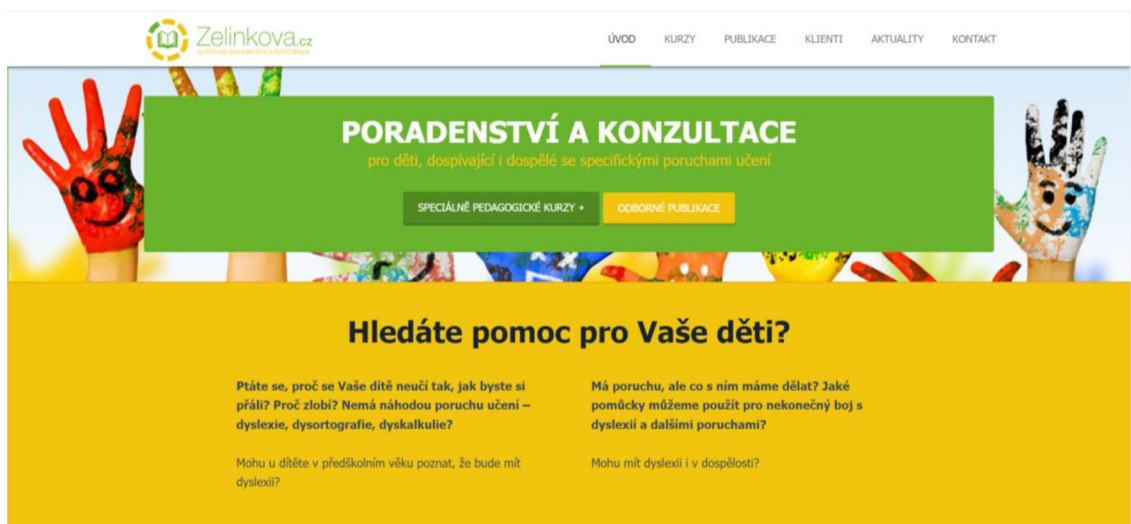 Zelinkova.cz
výchovné poradenství a konzultace
ÚVOD KURZY PUBLIKACE KLIENTI AKTUALITY KONTAKT
PORADENSTVÍ A KONZULTACE
pro děti, dospívající i dospělé se specifickými poruchami učení
SPECIÁLNĚ PEDAGOGICKÉ KURZY +
ODBORNÉ PUBLIKACE
Hledáte pomoc pro Vaše děti?
Ptáte se, proč se Vaše dítě neučí tak, jak byste si
přáli? Proč zlobí? Nemá náhodou poruchu učení –
dyslexie, dysortografie, dyskalkulie?
Mohu u dítěte v předškolním věku poznat, že bude mít
dyslexii?
Má poruchu, ale co s ním máme dělat? Jaké
pomůcky můžeme použít pro nekonečný boj s
dyslexií a dalšími poruchami?
Mohu mít dyslexii i v dospělosti?